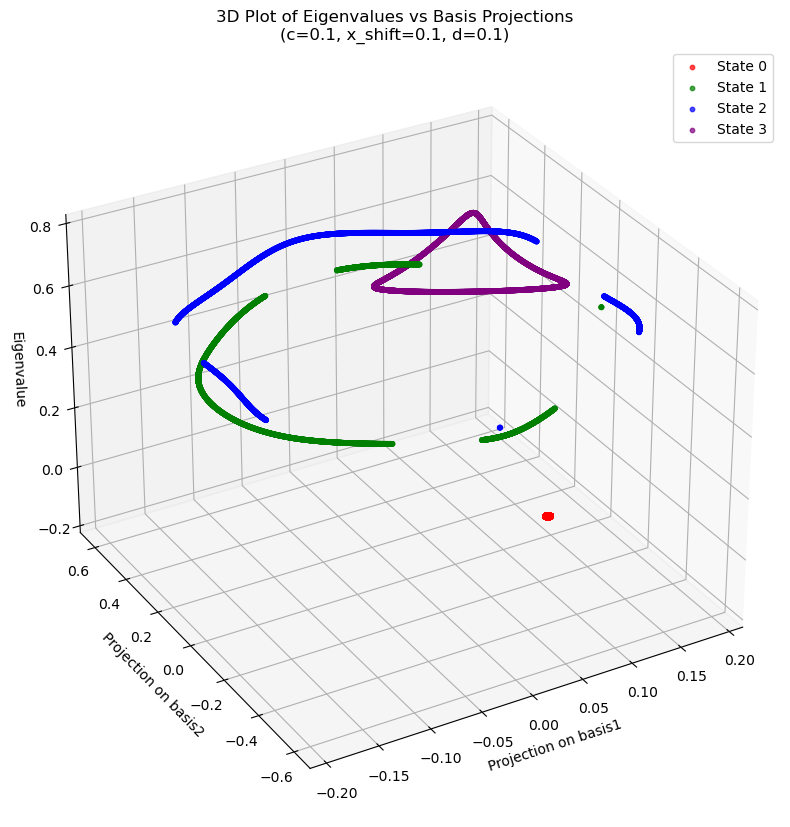 3D Plot of Eigenvalues vs Basis Projections
(c=0.1, x_shift=0.1, d=0.1)
State 0
State 1
State 2
State 3
0.8
0.6
0.4
0.2
0.0
−0.2
Eigenvalue
0.6
0.4
0.2
0.0
−0.2
−0.4
−0.6
Projection on basis2
−0.20
−0.15
−0.10
−0.05
0.00
0.05
0.10
0.15
0.20
Projection on basis1